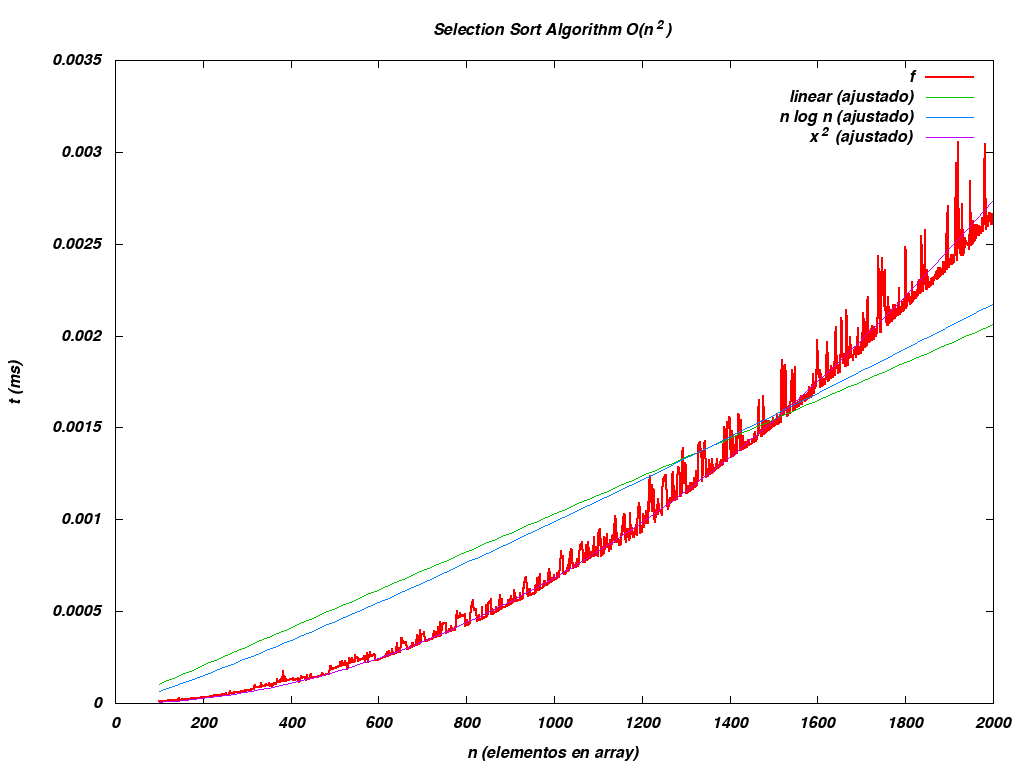 Selection Sort Algorithm O(n²)
f
linear (ajustado)
n log n (ajustado)
x² (ajustado)
0.0035
0.003
0.0025
0.002
0.0015
0.001
0.0005
0
t (ms)
0 200 400 600 800 1000 1200 1400 1600 1800 2000
n (elementos en array)